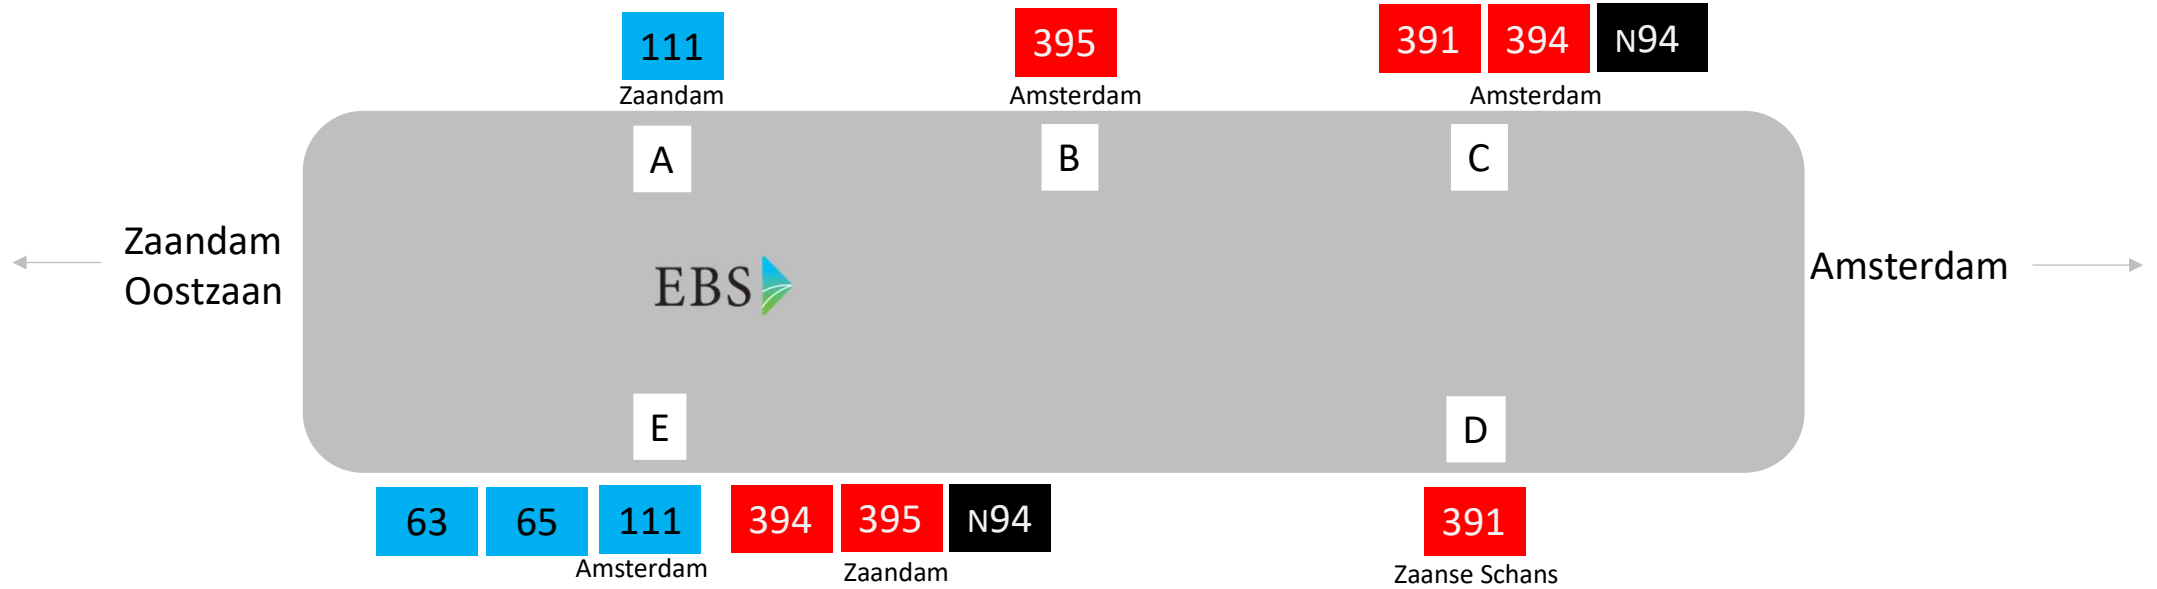 111
Zaandam
395
Amsterdam
391 394 N94
Amsterdam
A
B
C
Zaandam
Oostzaan
EBS
Amsterdam
E
D
63 65 111
Amsterdam
394 395 N94
Zaandam
391
Zaanse Schans